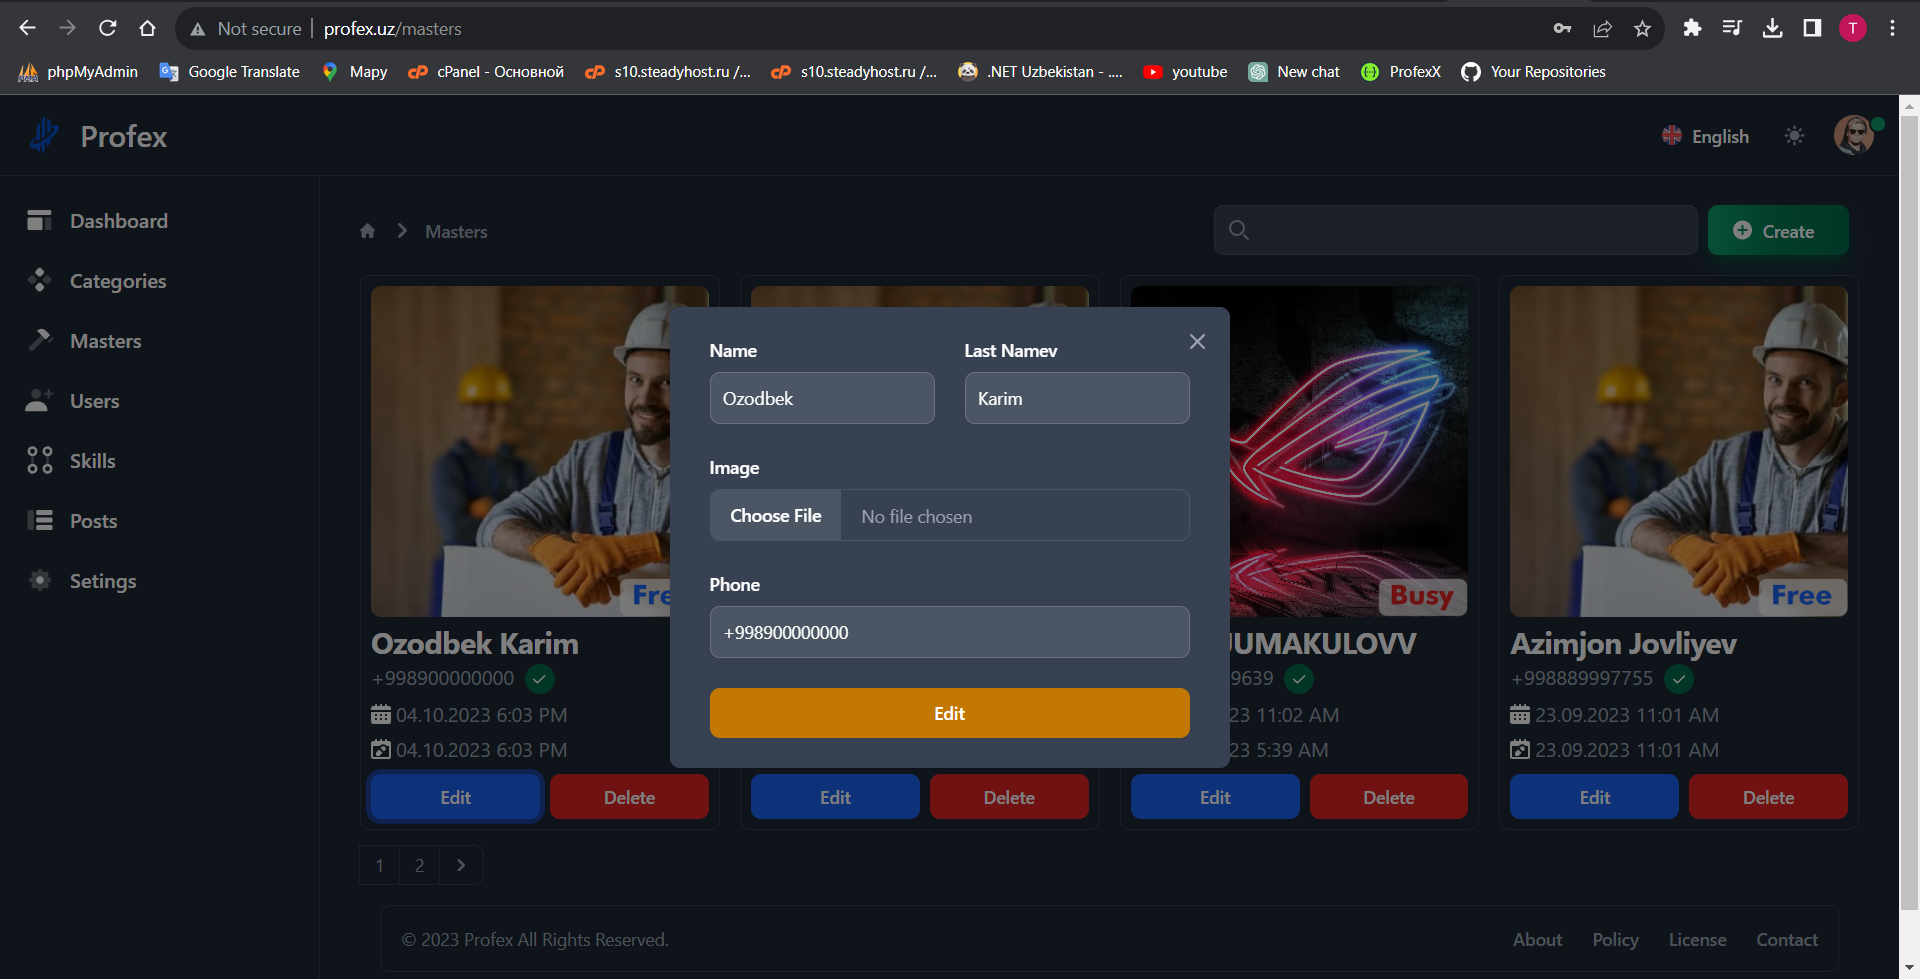 Not secure profex.uz/masters T
phpMyAdmin Google Translate Mapy cPanel - Основной s10.steadyhost.ru /... s10.steadyhost.ru /... .NET Uzbekistan - .... youtube New chat ProfexX Your Repositories
Profex
English
Dashboard
Categories
Masters
Users
Skills
Posts
Setings
Masters
Create
Name
Last Namev
Ozodbek
Karim
Image
Choose File No file chosen
Phone
+998900000000
Edit
Fre
Busy
Free
Ozodbek Karim
+998900000000
04.10.2023 6:03 PM
04.10.2023 6:03 PM
Edit Delete
Edit Delete
JUMAKULOVV
9639
23 11:02 AM
23 5:39 AM
Edit Delete
Azimjon Jovliyev
+998889997755
23.09.2023 11:01 AM
23.09.2023 11:01 AM
Edit Delete
1 2
© 2023 Profex All Rights Reserved.
About Policy License Contact